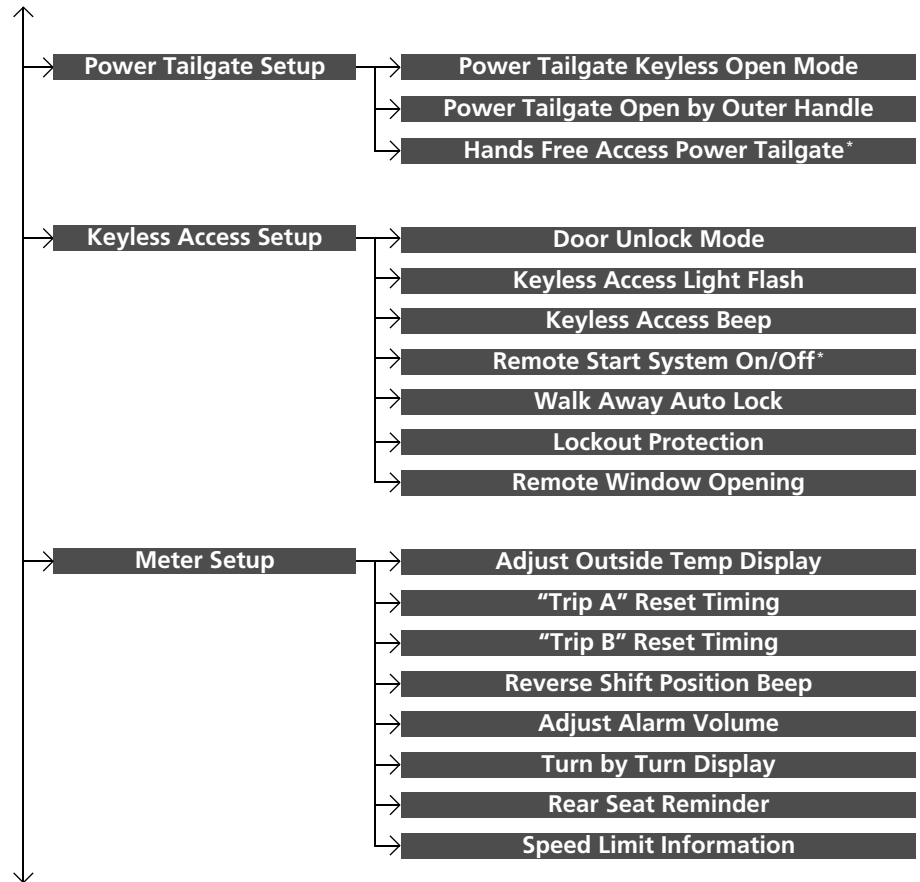 Power Tailgate Setup
Power Tailgate Keyless Open Mode
Power Tailgate Open by Outer Handle
Hands Free Access Power Tailgate*
Keyless Access Setup
Door Unlock Mode
Keyless Access Light Flash
Keyless Access Beep
Remote Start System On/Off*
Walk Away Auto Lock
Lockout Protection
Remote Window Opening
Meter Setup
Adjust Outside Temp Display
“Trip A” Reset Timing
“Trip B” Reset Timing
Reverse Shift Position Beep
Adjust Alarm Volume
Turn by Turn Display
Rear Seat Reminder
Speed Limit Information